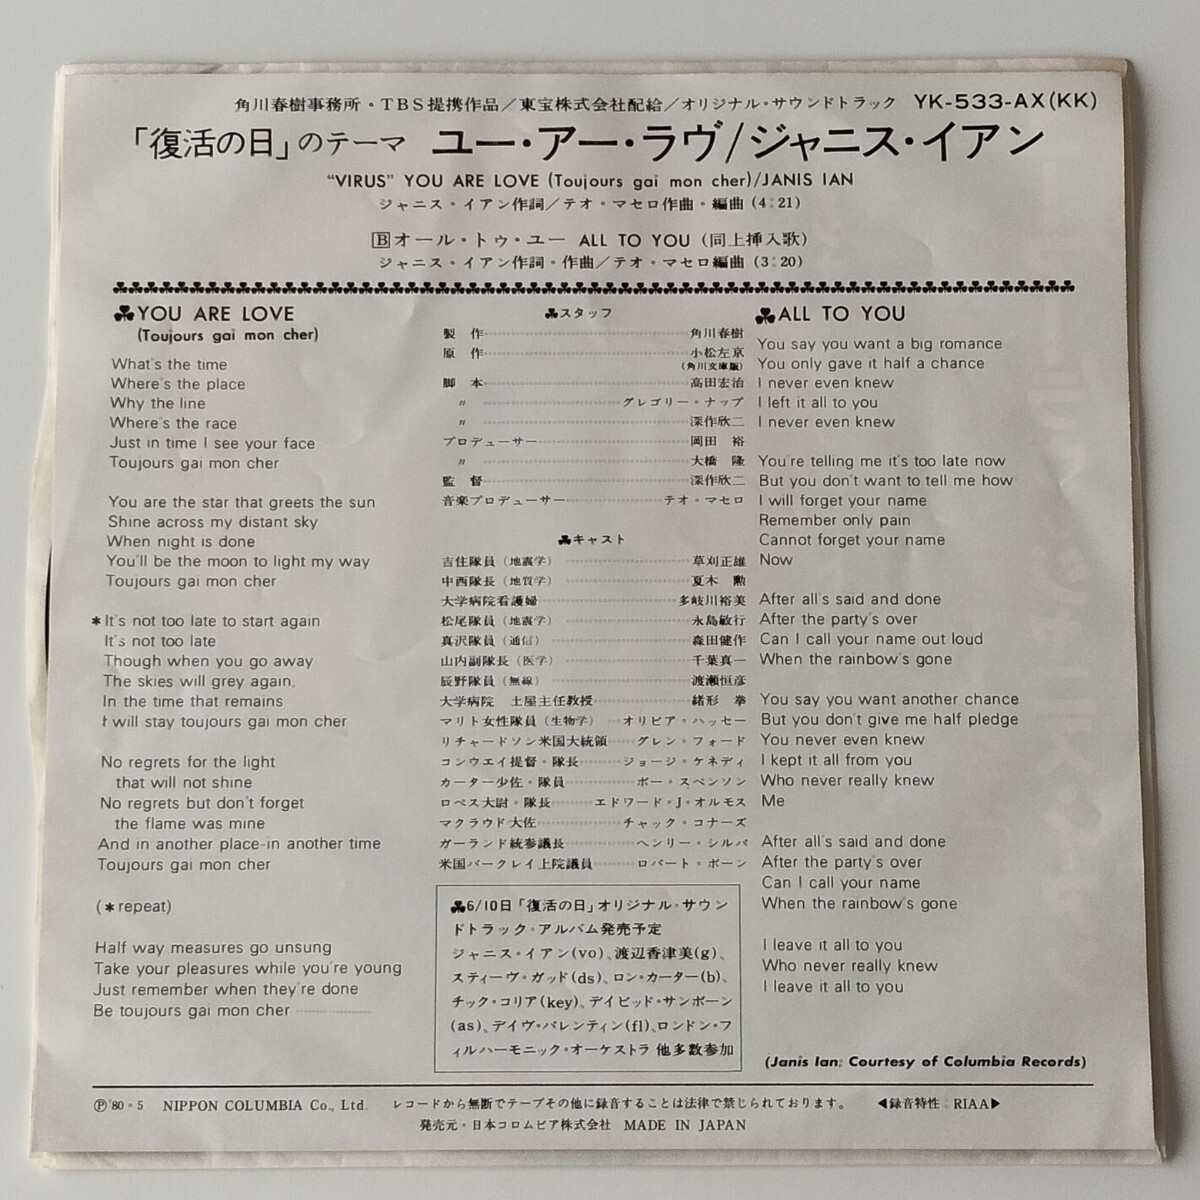 角川春樹事務所・TBS提携作品／東宝株式会社配給／オリジナル・サウンドトラック YK-533-AX(KK)
「復活の日」のテーマ ユー・アー・ラヴ/ジャニス・イアン
"VIRUS" YOU ARE LOVE (Toujours gai mon cher)/JANIS IAN
ジャニス・イアン作詞／テオ・マセロ作曲・編曲 (4:21)
B オール・トゥ・ユー ALL TO YOU (同上挿入歌)
ジャニス・イアン作詞・作曲／テオ・マセロ編曲 (3:20)
♣YOU ARE LOVE
(Toujours gai mon cher)
What's the time
Where's the place
Why the line
Where's the race
Just in time I see your face
Toujours gai mon cher
You are the star that greets the sun
Shine across my distant sky
When night is done
You'll be the moon to light my way
Toujours gai mon cher
＊It's not too late to start again
It's not too late
Though when you go away
The skies will grey again,
In the time that remains
I will stay toujours gai mon cher
No regrets for the light
that will not shine
No regrets but don't forget
the flame was mine
And in another place-in another time
Toujours gai mon cher
(＊repeat)
Half way measures go unsung
Take your pleasures while you're young
Just remember when they're done
Be toujours gai mon cher ……………
♣スタッフ
製 作……角川春樹
原 作……小松左京
(角川文庫版)
脚 本……高田宏治
〃……グレゴリー・ナップ
〃……深作欣二
プロデューサー……岡田 裕
〃……大橋 隆
監 督……深作欣二
音楽プロデューサー……テオ・マセロ
♣キャスト
吉住隊員 (地震学)……草刈正雄
中西隊長 (地質学)……夏木 勲
大学病院看護婦……多岐川裕美
松尾隊員 (地震学)……永島敏行
真沢隊員 (通信)……森田健作
山内副隊長 (医学)……千葉真一
辰野隊員 (無線)……渡瀬恒彦
大学病院 土屋主任教授……緒形 拳
マリト女性隊員 (生物学)…オリビア・ハッセー
リチャードソン米国大統領……グレン・フォード
コンウエイ提督・隊長……ジョージ・ケネディ
カーター少佐・隊員……ボー・スペンソン
ロペス大尉・隊長……エドワード・J・オルモス
マクラウド大佐……チャック・コナーズ
ガーランド統参議長……ヘンリー・シルバ
米国バークレイ上院議員……ロバート・ボーン
♣6/10日「復活の日」オリジナル・サウン
ドトラック・アルバム発売予定
ジャニス・イアン(vo)、渡辺香津美(g)、
スティーヴ・ガッド(ds)、ロン・カーター(b)、
チック・コリア(key)、デイビッド・サンボーン
(as)、デイヴ・バレンティン(fl)、ロンドン・フ
ィルハーモニック・オーケストラ 他多数参加
♣ALL TO YOU
You say you want a big romance
You only gave it half a chance
I never even knew
I left it all to you
I never even knew
You're telling me it's too late now
But you don't want to tell me how
I will forget your name
Remember only pain
Cannot forget your name
Now
After all's said and done
After the party's over
Can I call your name out loud
When the rainbow's gone
You say you want another chance
But you don't give me half pledge
You never even knew
I kept it all from you
Who never really knew
Me
After all's said and done
After the party's over
Can I call your name
When the rainbow's gone
I leave it all to you
Who never really knew
I leave it all to you
(Janis Ian: Courtesy of Columbia Records)
Ⓟ'80・5 NIPPON COLUMBIA Co., Ltd. レコードから無断でテープその他に録音することは法律で禁じられております。 ◀録音特性：RIAA▶
発売元・日本コロムビア株式会社 MADE IN JAPAN